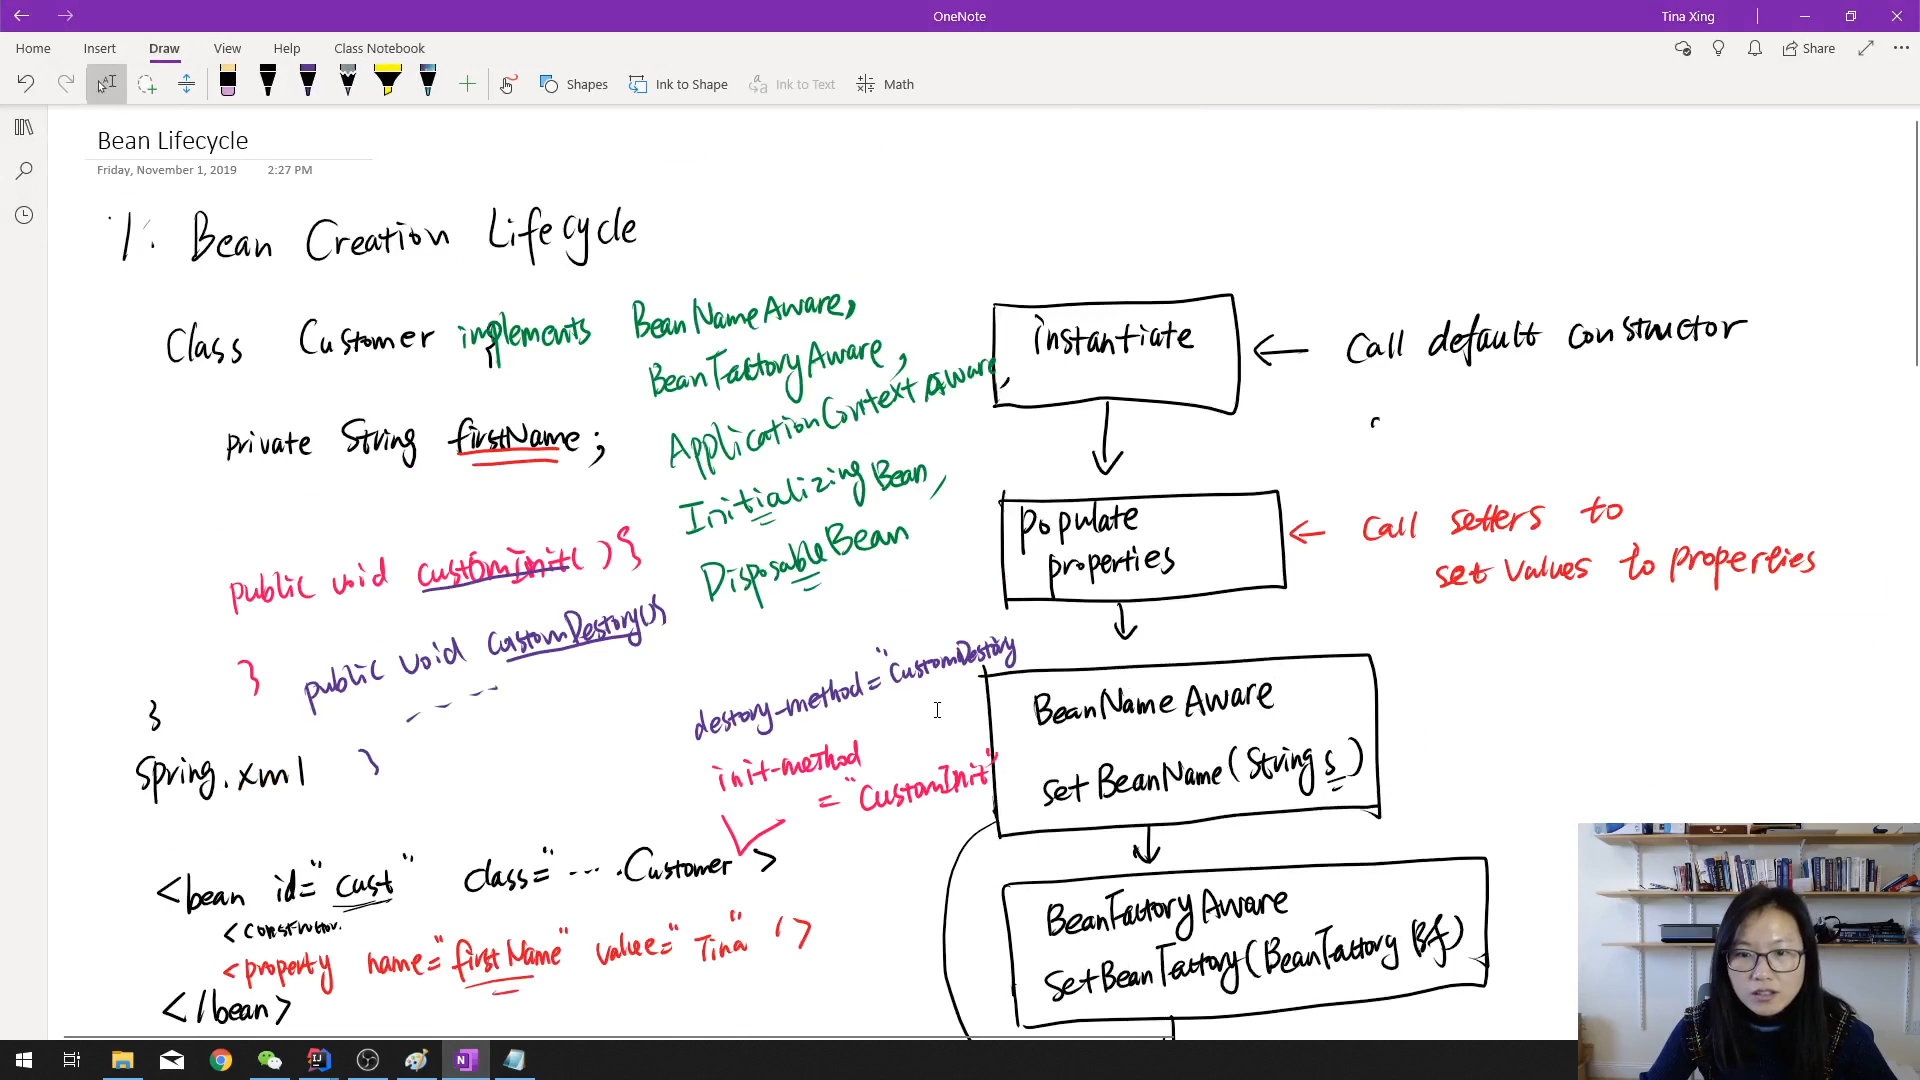 OneNote
Tina Xing
Home Insert Draw View Help Class Notebook
Share
Shapes Ink to Shape Ink to Text Math
Bean Lifecycle
Friday, November 1, 2019 2:27 PM
1. Bean Creation Lifecycle
Class Customer implements BeanNameAware,
BeanFactoryAware,
ApplicationContextAware,
InitializingBean,
DisposableBean
{
private String firstName;
public void customInit(){
}
public void customDestory(){
}
}
destory-method="CustomDestory
init-method
="CustomInit"
Spring.xml
<bean id="cust" class="... .Customer>
<constructor.
<property name="firstName" value="Tina" />
</bean>
instantiate
← Call default constructor
populate
properties
← Call setters to
set values to properties
BeanNameAware
setBeanName(String s)
BeanFactoryAware
setBeanFactory(BeanFactory Bf)